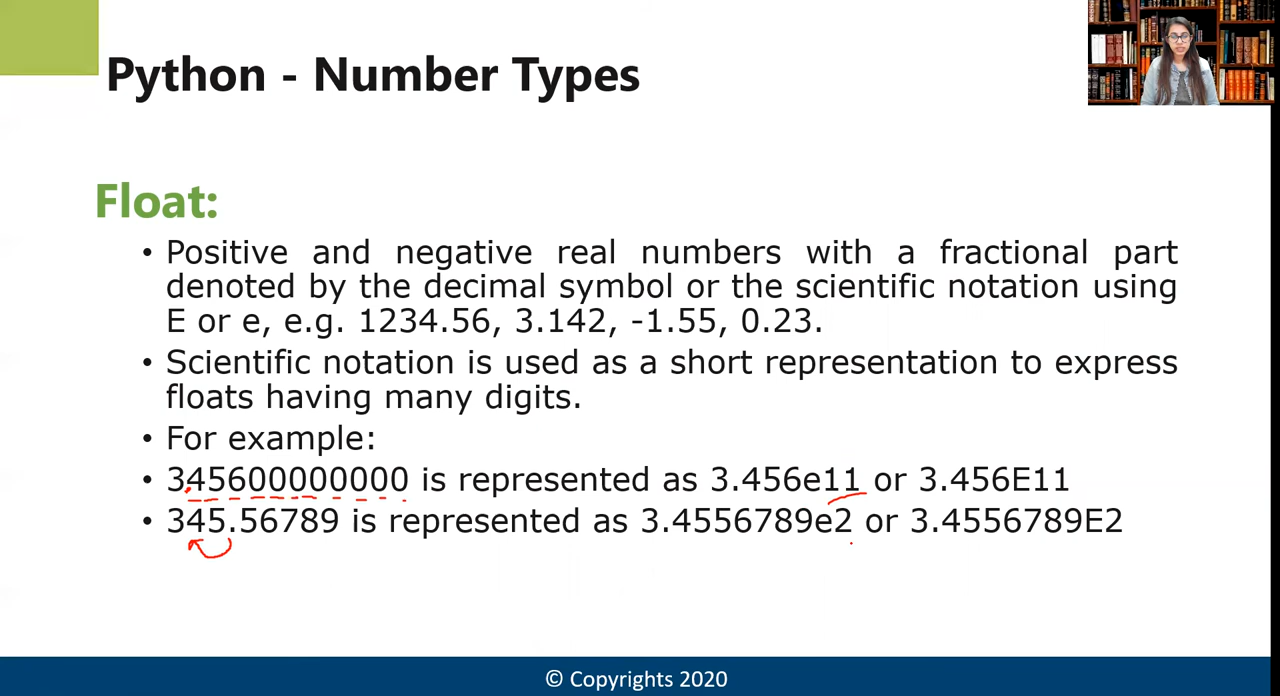 Python - Number Types
Float:
• Positive and negative real numbers with a fractional part
denoted by the decimal symbol or the scientific notation using
E or e, e.g. 1234.56, 3.142, -1.55, 0.23.
• Scientific notation is used as a short representation to express
floats having many digits.
• For example:
• 345600000000 is represented as 3.456e11 or 3.456E11
• 345.56789 is represented as 3.4556789e2 or 3.4556789E2
© Copyrights 2020